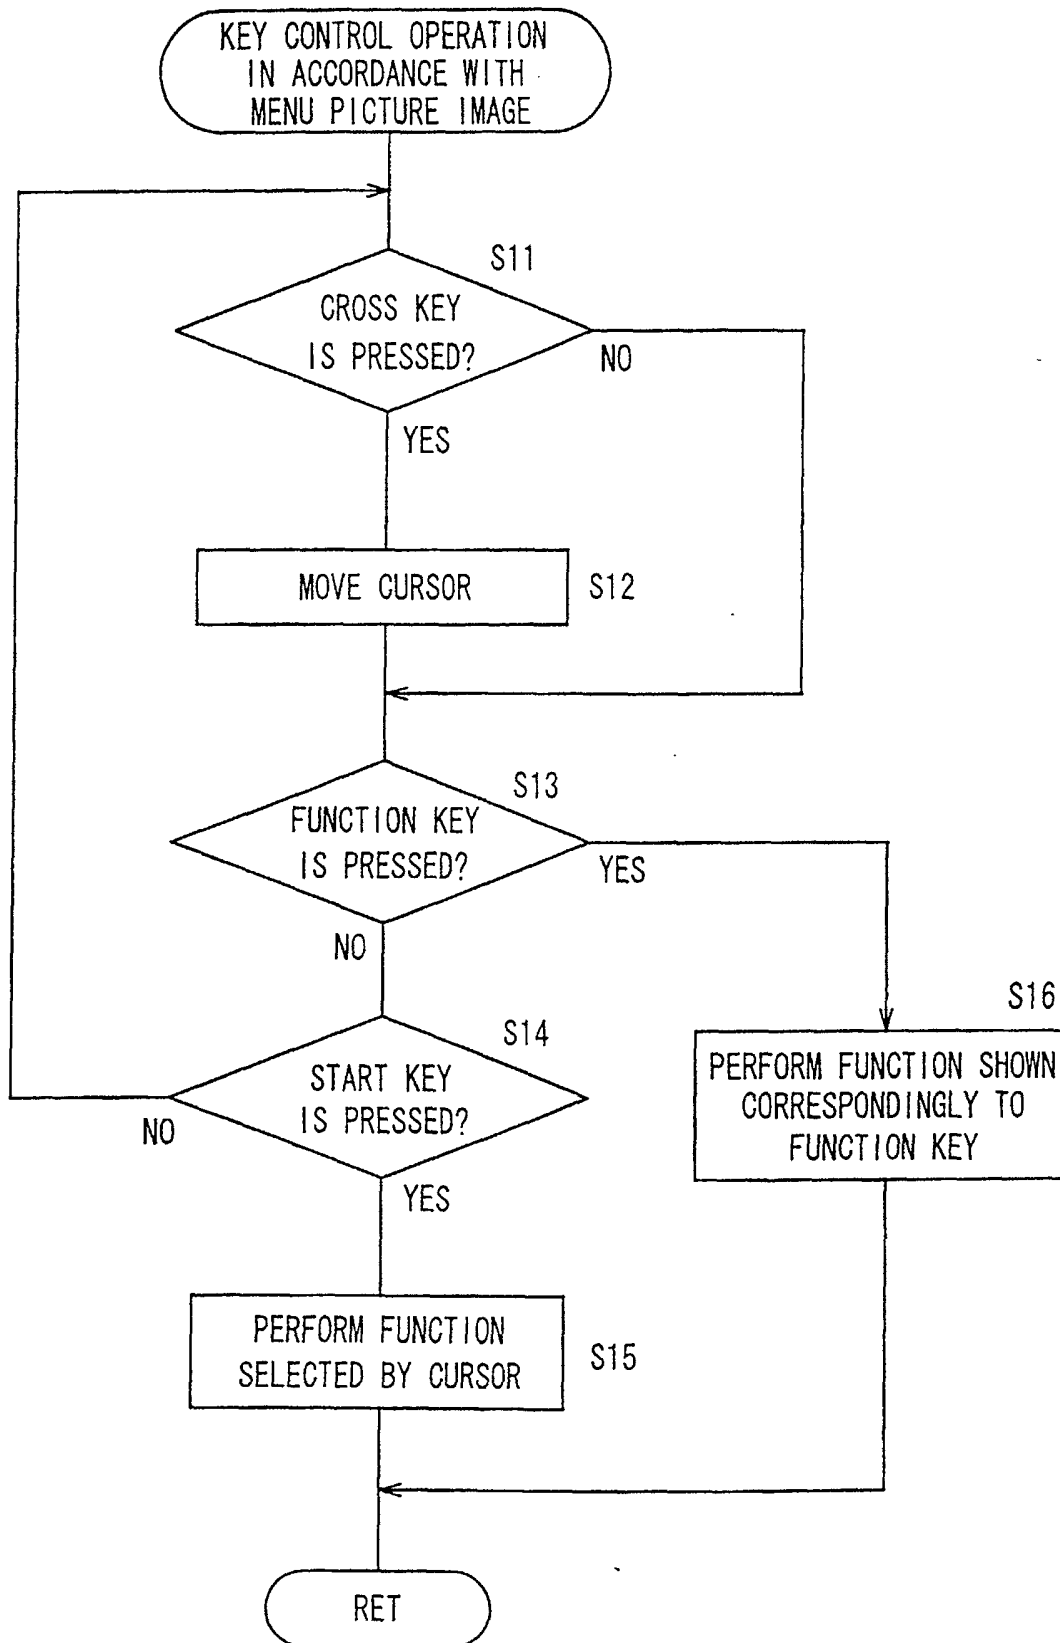 KEY CONTROL OPERATION
IN ACCORDANCE WITH
MENU PICTURE IMAGE
S11
CROSS KEY
IS PRESSED?
NO
YES
MOVE CURSOR
S12
S13
FUNCTION KEY
IS PRESSED?
YES
NO
S16
S14
PERFORM FUNCTION SHOWN
CORRESPONDINGLY TO
FUNCTION KEY
START KEY
IS PRESSED?
NO
YES
PERFORM FUNCTION
SELECTED BY CURSOR
S15
RET